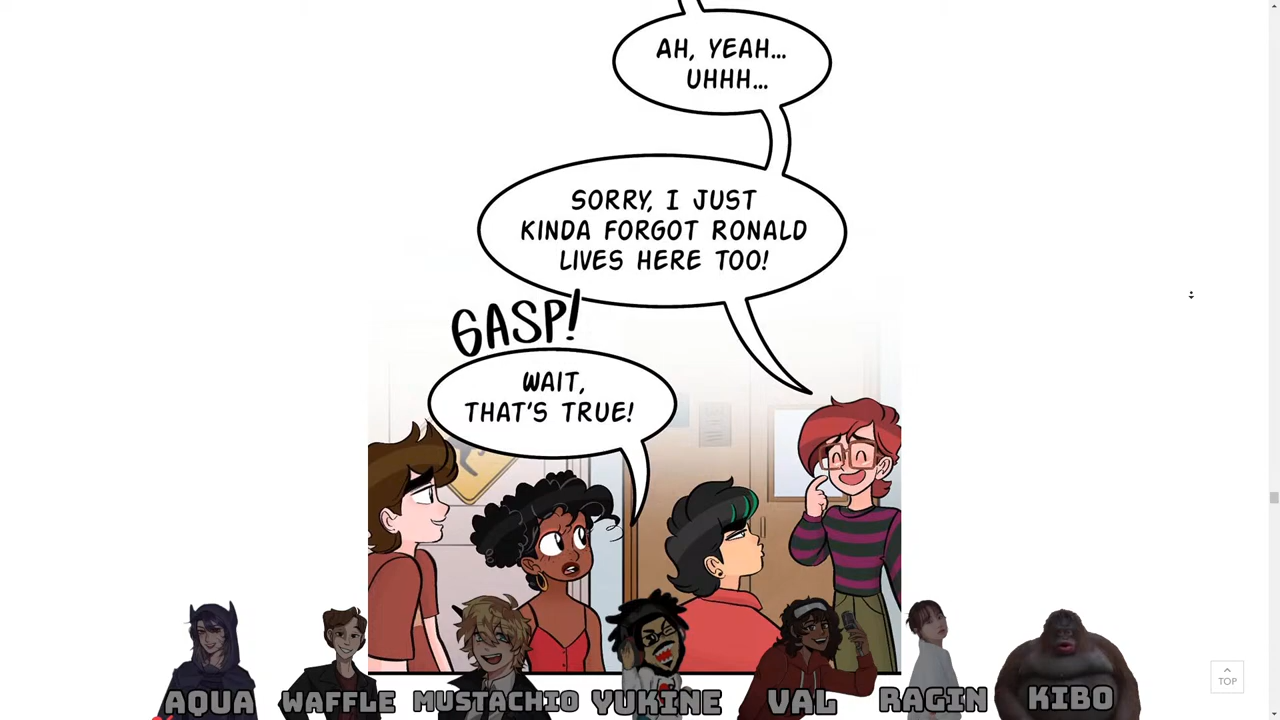 AH, YEAH...
UHHH...
SORRY, I JUST
KINDA FORGOT RONALD
LIVES HERE TOO!
GASP!
WAIT,
THAT'S TRUE!
TOP
AQUA WAFFLE MUSTACHIO YUKINE VAL RAGIN KIBO